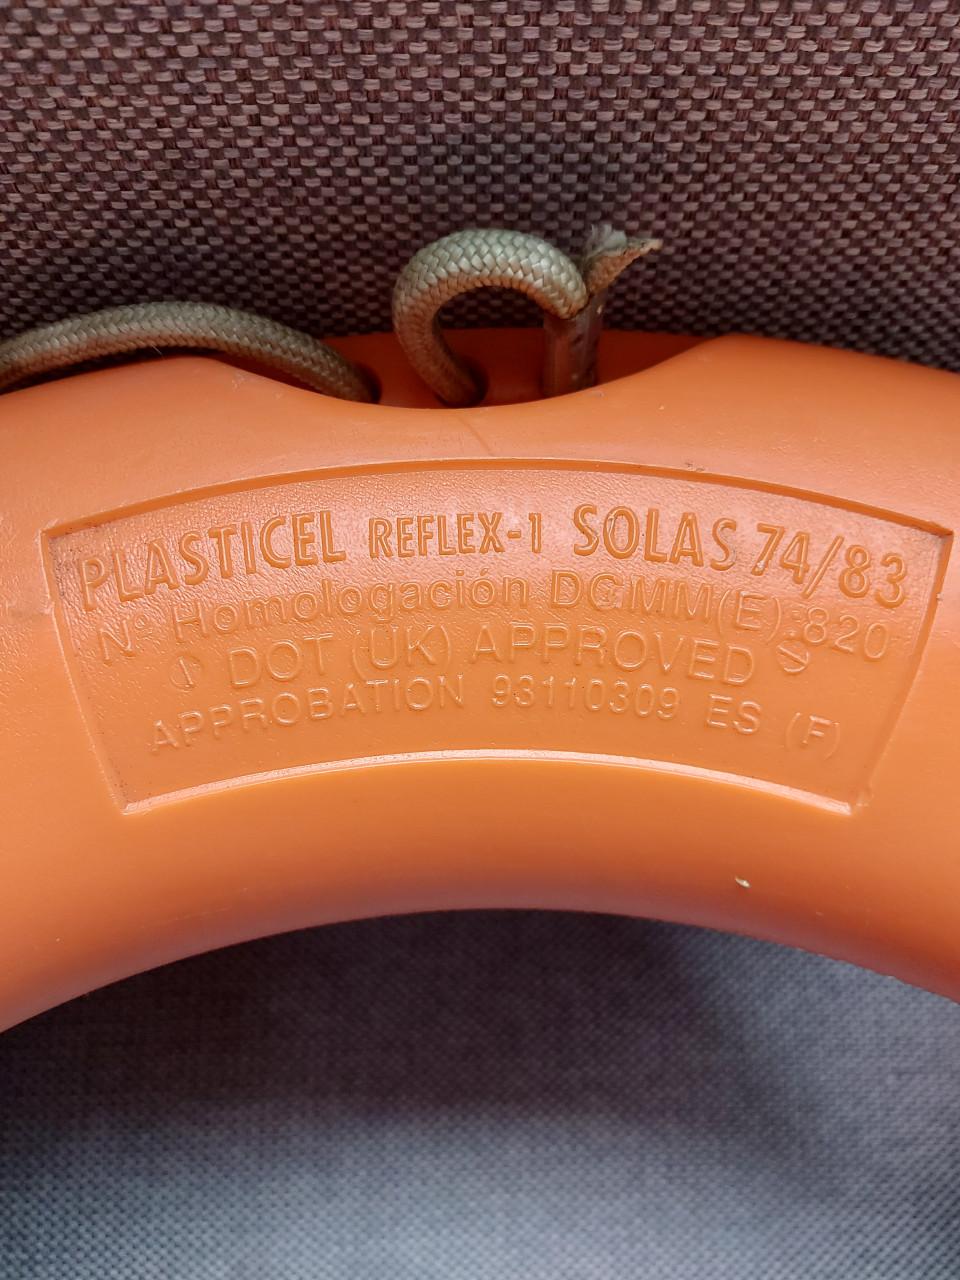 PLASTICEL REFLEX-1 SOLAS 74/83
Nº Homologación DGMM(E):820
DOT (UK) APPROVED
APPROBATION 93110309 ES (F)